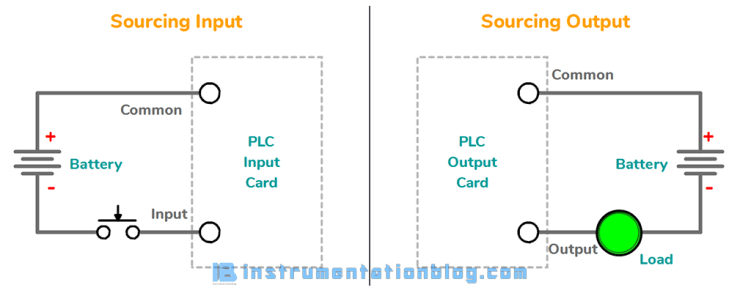 Sourcing Input
Common
+
Battery
-
Input
PLC
Input
Card
Sourcing Output
Common
PLC
Output
Card
+
Battery
-
Output
Load
IB Instrumentationblog.com